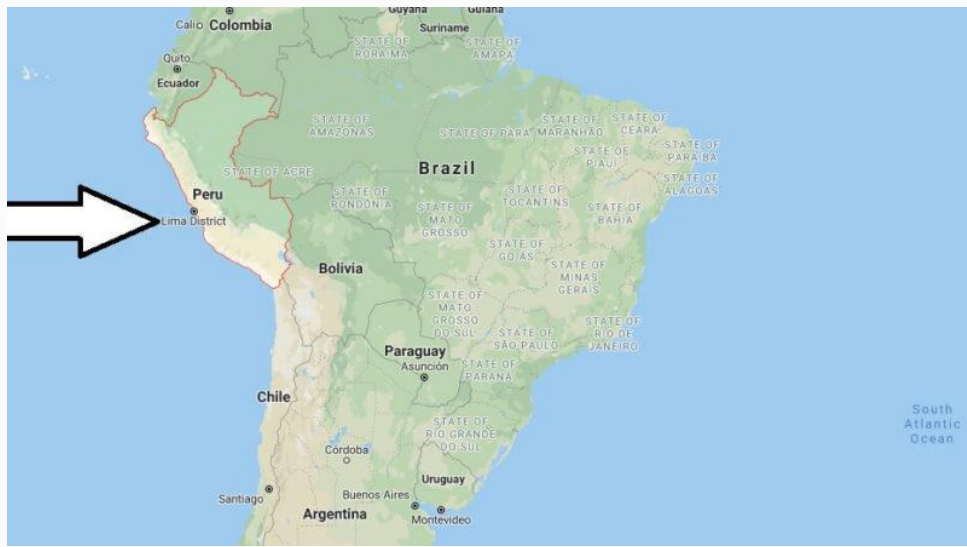 Guyana
Guiana
Calio
Colombia
Suriname
STATE OF
RORAIMA
STATE OF
AMAPÁ
Quito
Ecuador
STATE OF
AMAZONAS
STATE OF PARÁ
STATE OF
MARANHÃO
STATE OF
CEARÁ
STATE OF
PIAUÍ
STATE OF
PARAÍBA
STATE OF ACRE
Brazil
STATE OF
ALAGOAS
Peru
STATE OF
RONDÔNIA
STATE OF
TOCANTINS
STATE OF
MATO
GROSSO
STATE OF
BAHIA
Lima District
STATE OF
GOIÁS
Bolivia
STATE OF
MINAS
GERAIS
STATE OF
MATO
GROSSO
DO SUL
STATE OF
SÃO PAULO
STATE OF
RIO DE
JANEIRO
Paraguay
Asunción
STATE OF
PARANÁ
Chile
South
Atlantic
Ocean
STATE OF
RIO GRANDE
DO SUL
Córdoba
Uruguay
Santiago
Buenos Aires
Argentina
Montevideo